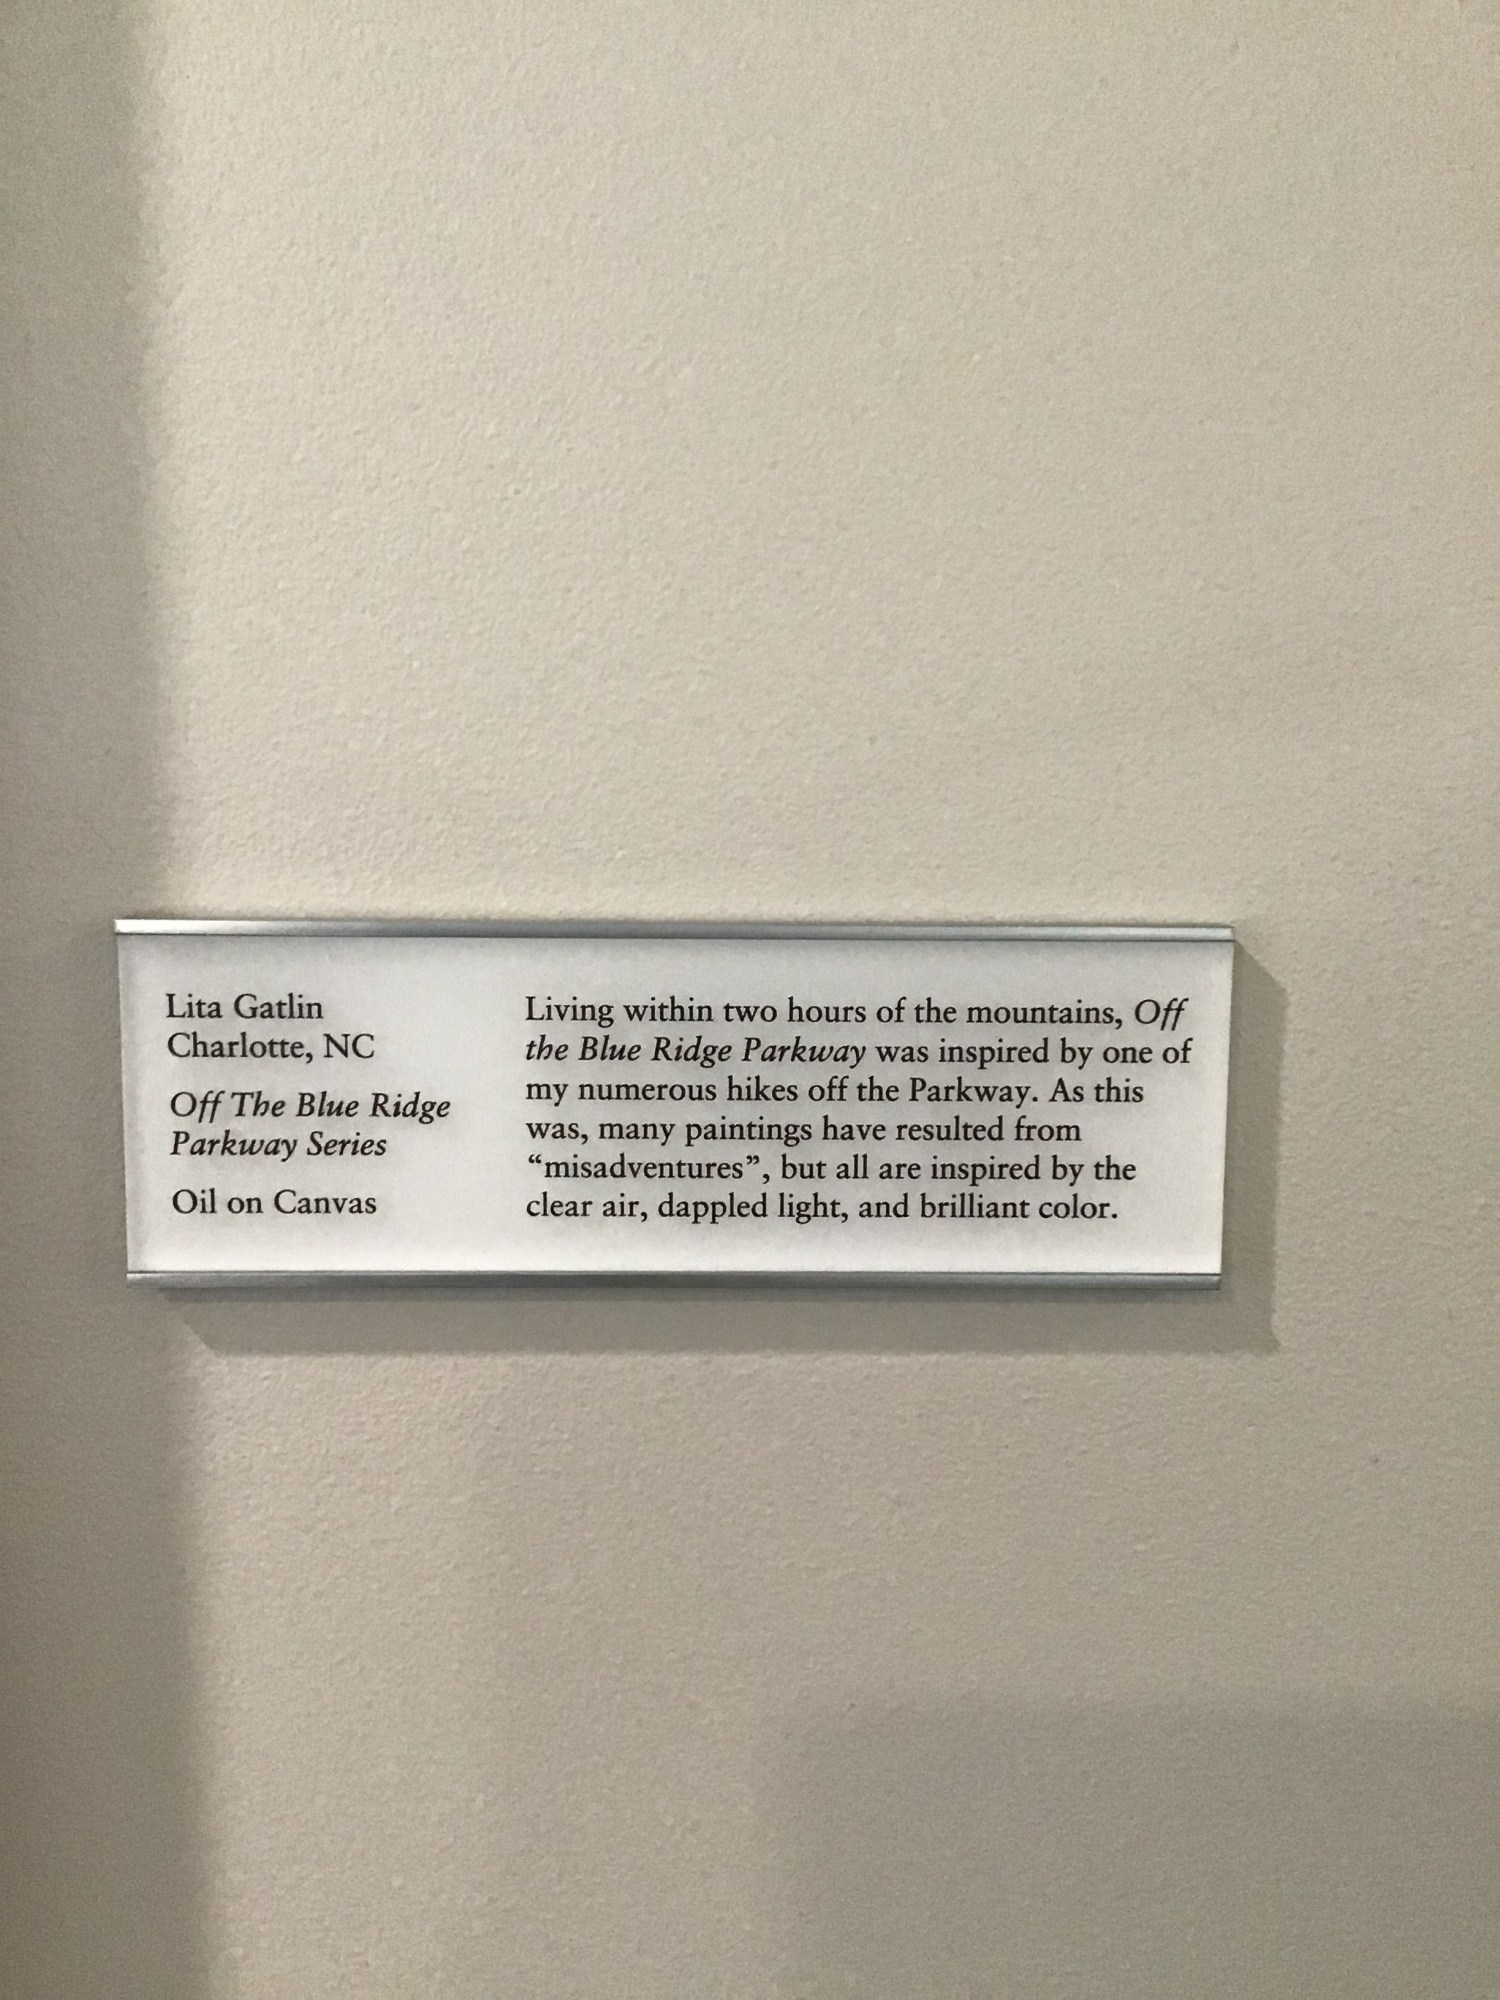 Lita Gatlin
Charlotte, NC
Off The Blue Ridge
Parkway Series
Oil on Canvas
Living within two hours of the mountains, Off
the Blue Ridge Parkway was inspired by one of
my numerous hikes off the Parkway. As this
was, many paintings have resulted from
“misadventures”, but all are inspired by the
clear air, dappled light, and brilliant color.